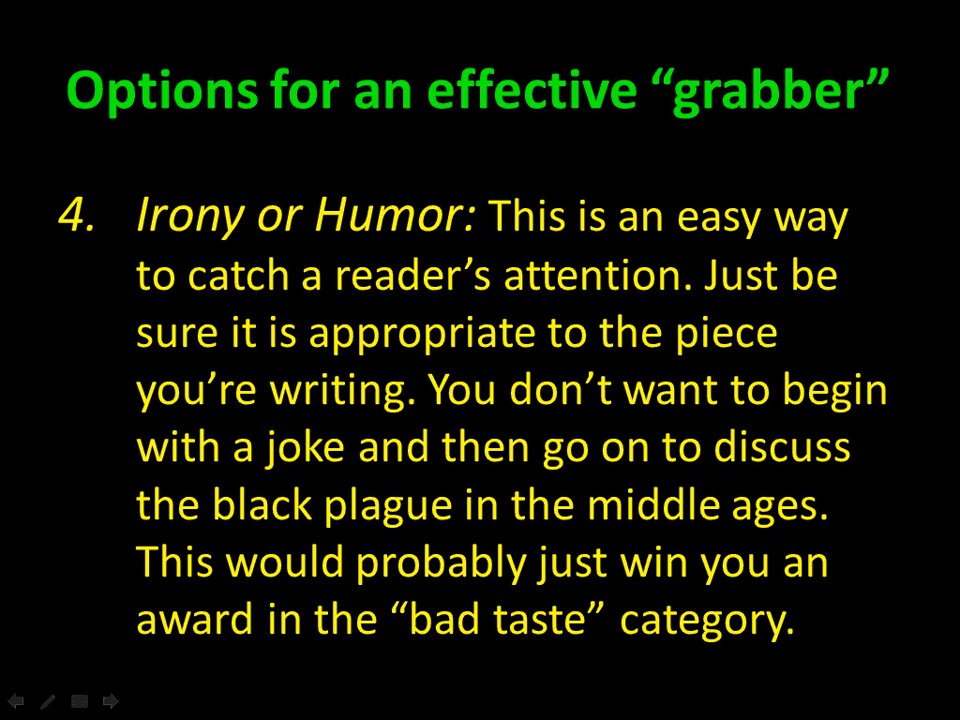 Options for an effective “grabber”
4. Irony or Humor: This is an easy way
to catch a reader’s attention. Just be
sure it is appropriate to the piece
you’re writing. You don’t want to begin
with a joke and then go on to discuss
the black plague in the middle ages.
This would probably just win you an
award in the “bad taste” category.